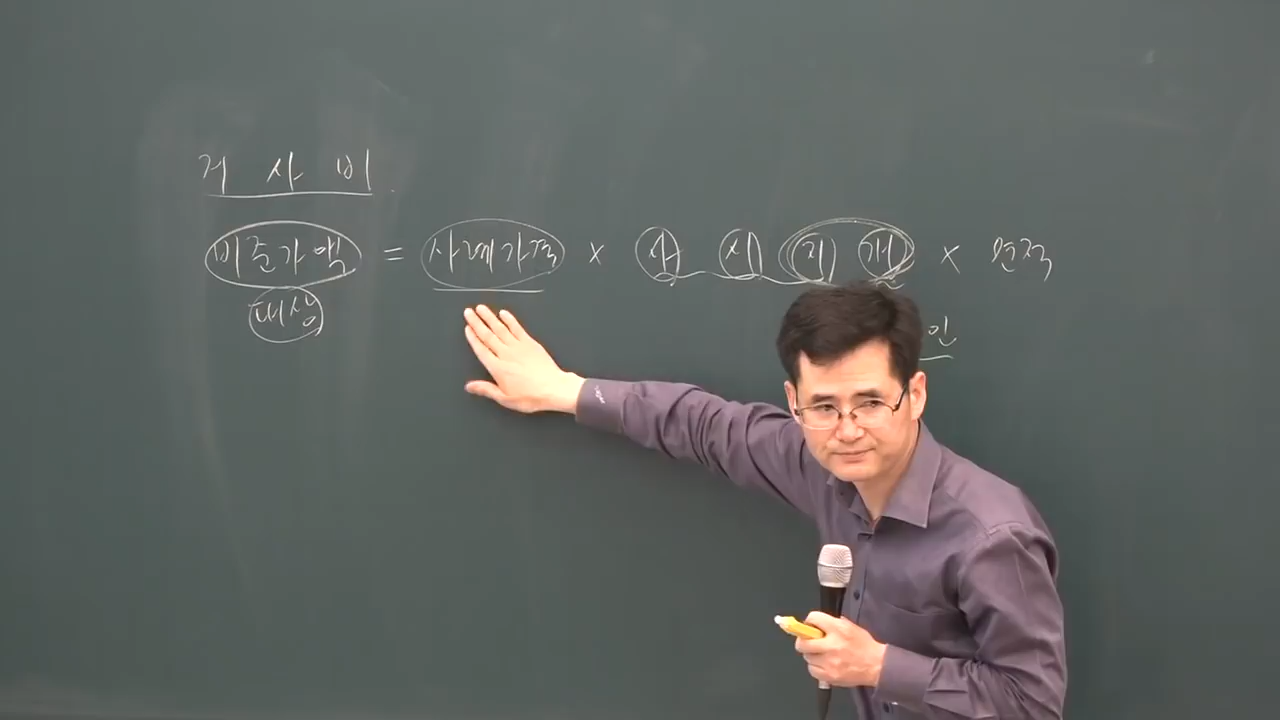 거 사 비
비준가액 = 사례가격 × 사 시 지 개 × 면적
대상
인